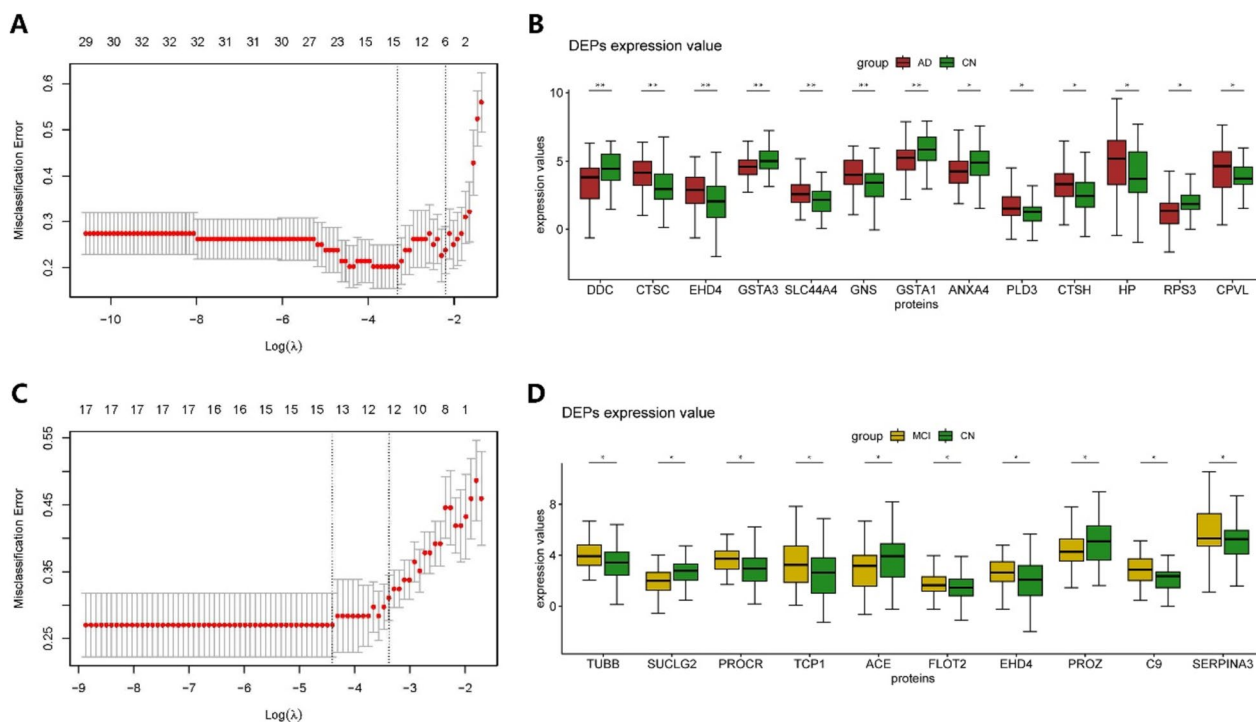 A
29 30 32 32 32 31 31 30 27 23 15 15 12 6 2
Misclassification Error
0.6
0.5
0.4
0.3
0.2
−10 −8 −6 −4 −2
Log(λ)
B
DEPs expression value
group AD CN
** ** ** ** ** ** ** * * * * * *
expression values
10
5
0
DDC CTSC EHD4 GSTA3 SLC44A4 GNS GSTA1 ANXA4 PLD3 CTSH HP RPS3 CPVL
proteins
C
17 17 17 17 16 16 15 15 15 13 12 12 10 8 1
Misclassification Error
0.55
0.45
0.35
0.25
−9 −8 −7 −6 −5 −4 −3 −2
Log(λ)
D
DEPs expression value
group MCI CN
* * * * * * * * * *
expression values
8
4
0
TUBB SUCLG2 PROCR TCP1 ACE FLOT2 EHD4 PROZ C9 SERPINA3
proteins